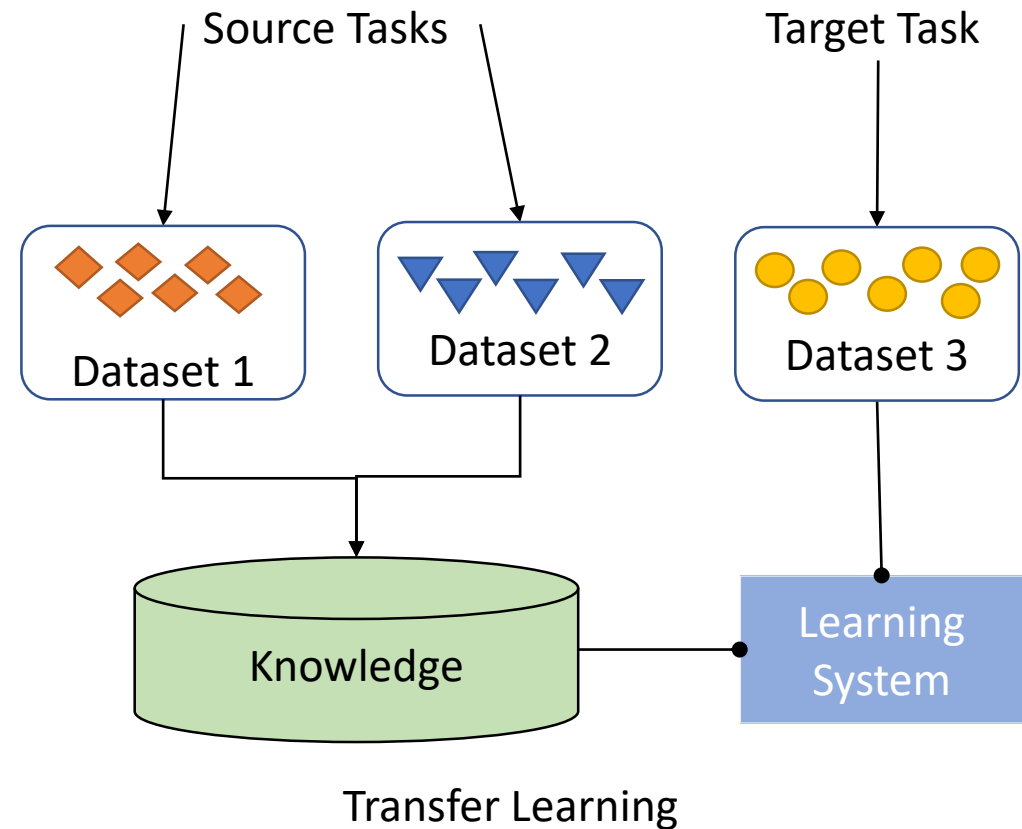 Source Tasks
Target Task
Dataset 1
Dataset 2
Dataset 3
Knowledge
Learning
System
Transfer Learning